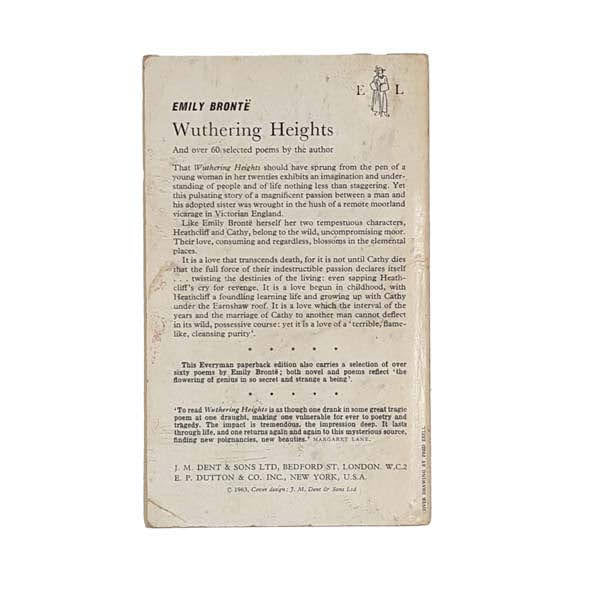 E L
EMILY BRONTË
Wuthering Heights
And over 60 selected poems by the author
That Wuthering Heights should have sprung from the pen of a
young woman in her twenties exhibits an imagination and under-
standing of people and of life nothing less than staggering. Yet
this pulsating story of a magnificent passion between a man and
his adopted sister was wrought in the hush of a remote moorland
vicarage in Victorian England.
Like Emily Brontë herself her two tempestuous characters,
Heathcliff and Cathy, belong to the wild, uncompromising moor.
Their love, consuming and regardless, blossoms in the elemental
places.
It is a love that transcends death, for it is not until Cathy dies
that the full force of their indestructible passion declares itself
. . . twisting the destinies of the living: even sapping Heath-
cliff's cry for revenge. It is a love begun in childhood, with
Heathcliff a foundling learning life and growing up with Cathy
under the Earnshaw roof. It is a love which the interval of the
years and the marriage of Cathy to another man cannot deflect
in its wild, possessive course: yet it is a love of a 'terrible, flame-
like, cleansing purity'.
* * * * *
This Everyman paperback edition also carries a selection of over
sixty poems by Emily Brontë; both novel and poems reflect 'the
flowering of genius in so secret and strange a being'.
* * * * *
'To read Wuthering Heights is as though one drank in some great tragic
poem at one draught, making one vulnerable for ever to poetry and
tragedy. The impact is tremendous, the impression deep. It lasts
through life, and one returns again and again to this mysterious source,
finding new poignancies, new beauties.' MARGARET LANE.
J. M. DENT & SONS LTD, BEDFORD ST. LONDON. W.C.2
E. P. DUTTON & CO. INC., NEW YORK, U.S.A.
© 1963, Cover design: J. M. Dent & Sons Ltd
COVER DRAWING BY FRED